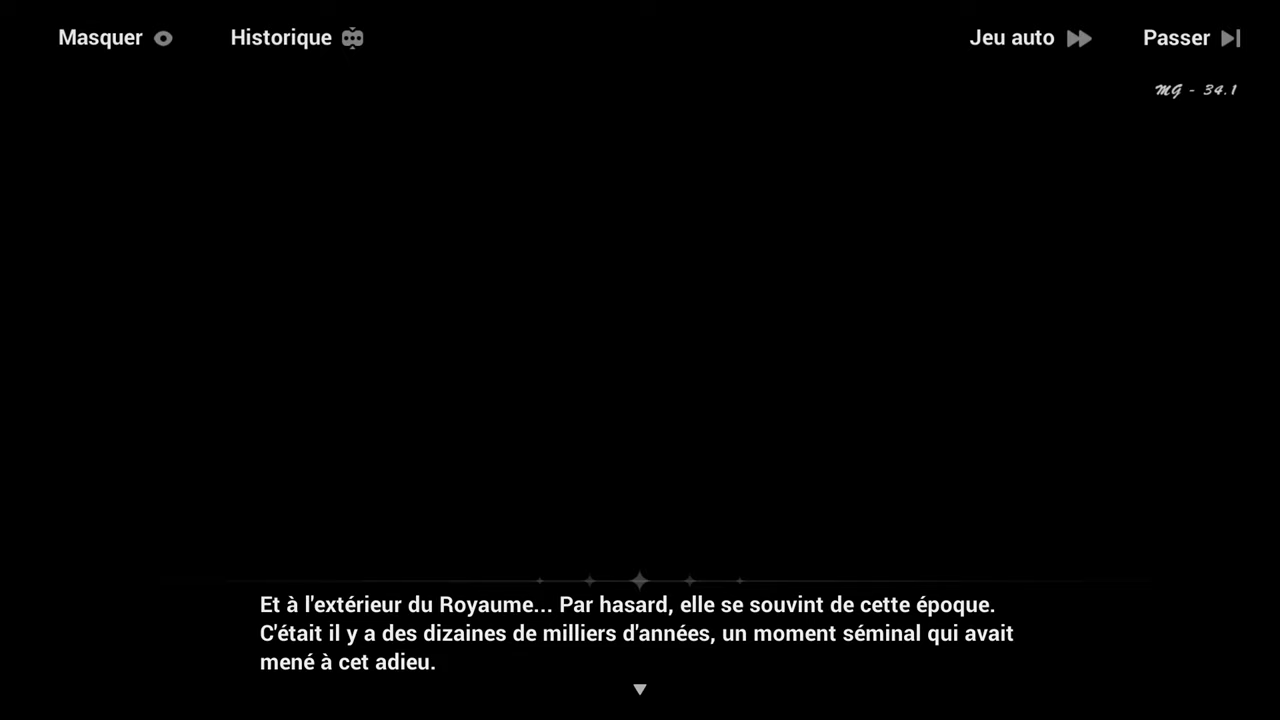 Masquer
Historique
Jeu auto
Passer
MG - 34.1
Et à l'extérieur du Royaume... Par hasard, elle se souvint de cette époque.
C'était il y a des dizaines de milliers d'années, un moment séminal qui avait
mené à cet adieu.